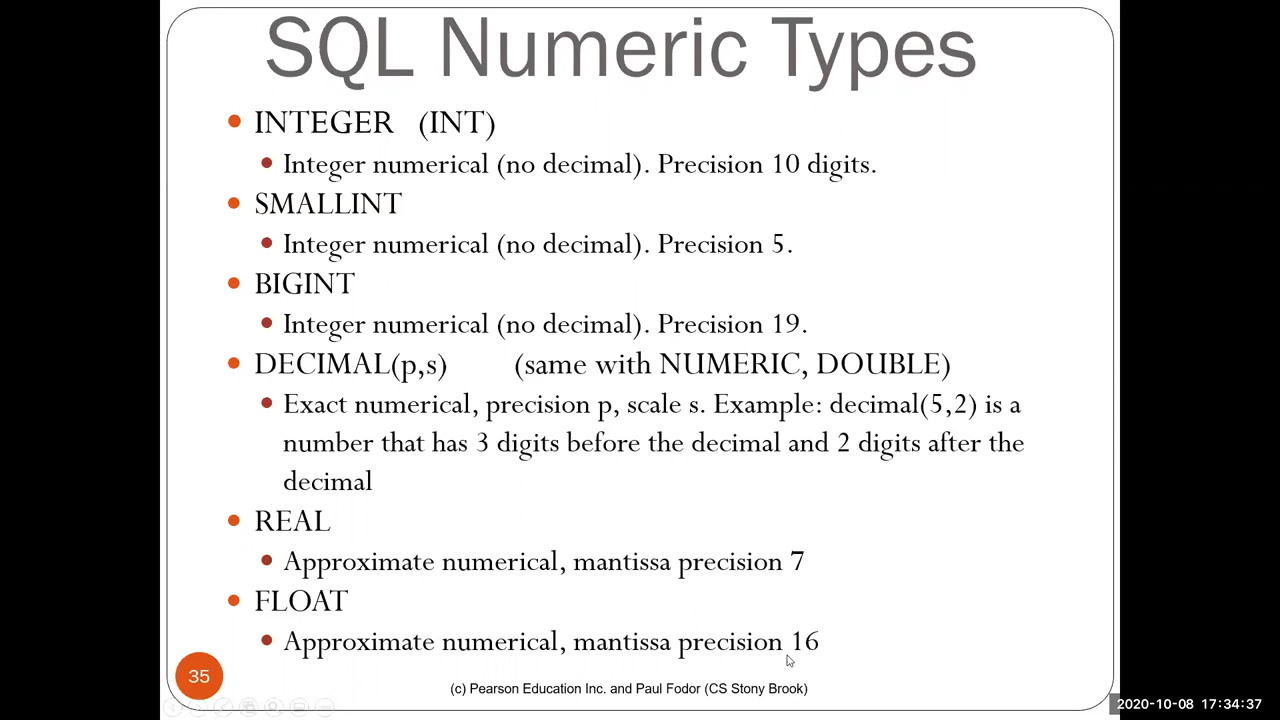 SQL Numeric Types
• INTEGER (INT)
• Integer numerical (no decimal). Precision 10 digits.
• SMALLINT
• Integer numerical (no decimal). Precision 5.
• BIGINT
• Integer numerical (no decimal). Precision 19.
• DECIMAL(p,s) (same with NUMERIC, DOUBLE)
• Exact numerical, precision p, scale s. Example: decimal(5,2) is a
number that has 3 digits before the decimal and 2 digits after the
decimal
• REAL
• Approximate numerical, mantissa precision 7
• FLOAT
• Approximate numerical, mantissa precision 16
35
(c) Pearson Education Inc. and Paul Fodor (CS Stony Brook)
2020-10-08 17:34:37